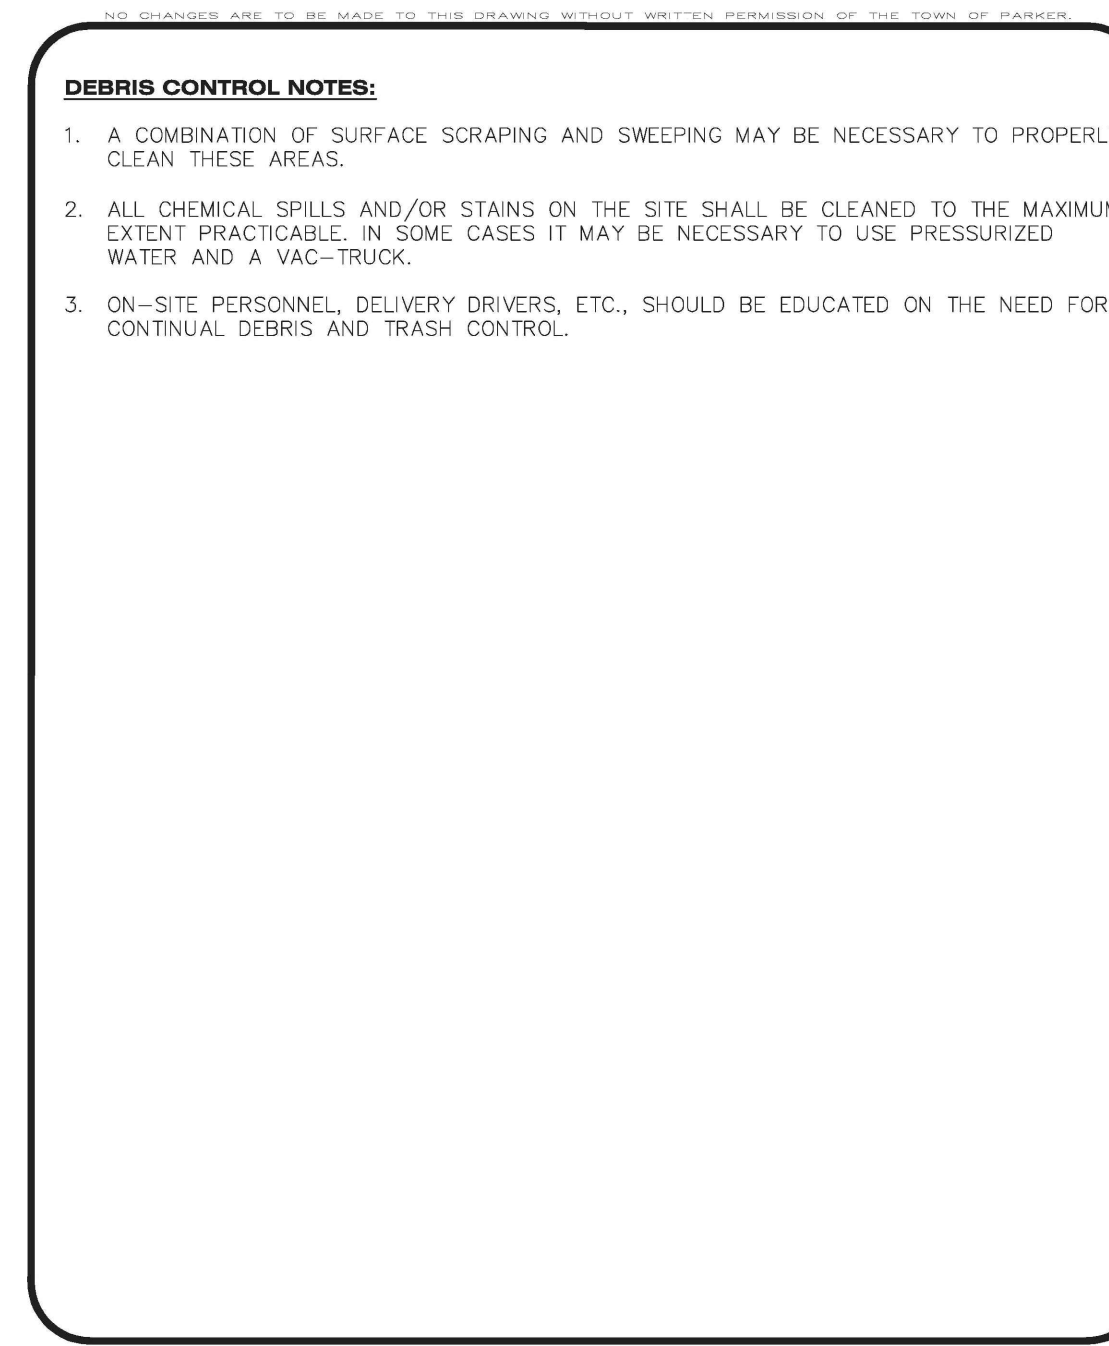 NO CHANGES ARE TO BE MADE TO THIS DRAWING WITHOUT WRITTEN PERMISSION OF THE TOWN OF PARKER.
DEBRIS CONTROL NOTES:
1. A COMBINATION OF SURFACE SCRAPING AND SWEEPING MAY BE NECESSARY TO PROPERL
CLEAN THESE AREAS.
2. ALL CHEMICAL SPILLS AND/OR STAINS ON THE SITE SHALL BE CLEANED TO THE MAXIMUM
EXTENT PRACTICABLE. IN SOME CASES IT MAY BE NECESSARY TO USE PRESSURIZED
WATER AND A VAC-TRUCK.
3. ON-SITE PERSONNEL, DELIVERY DRIVERS, ETC., SHOULD BE EDUCATED ON THE NEED FOR
CONTINUAL DEBRIS AND TRASH CONTROL.